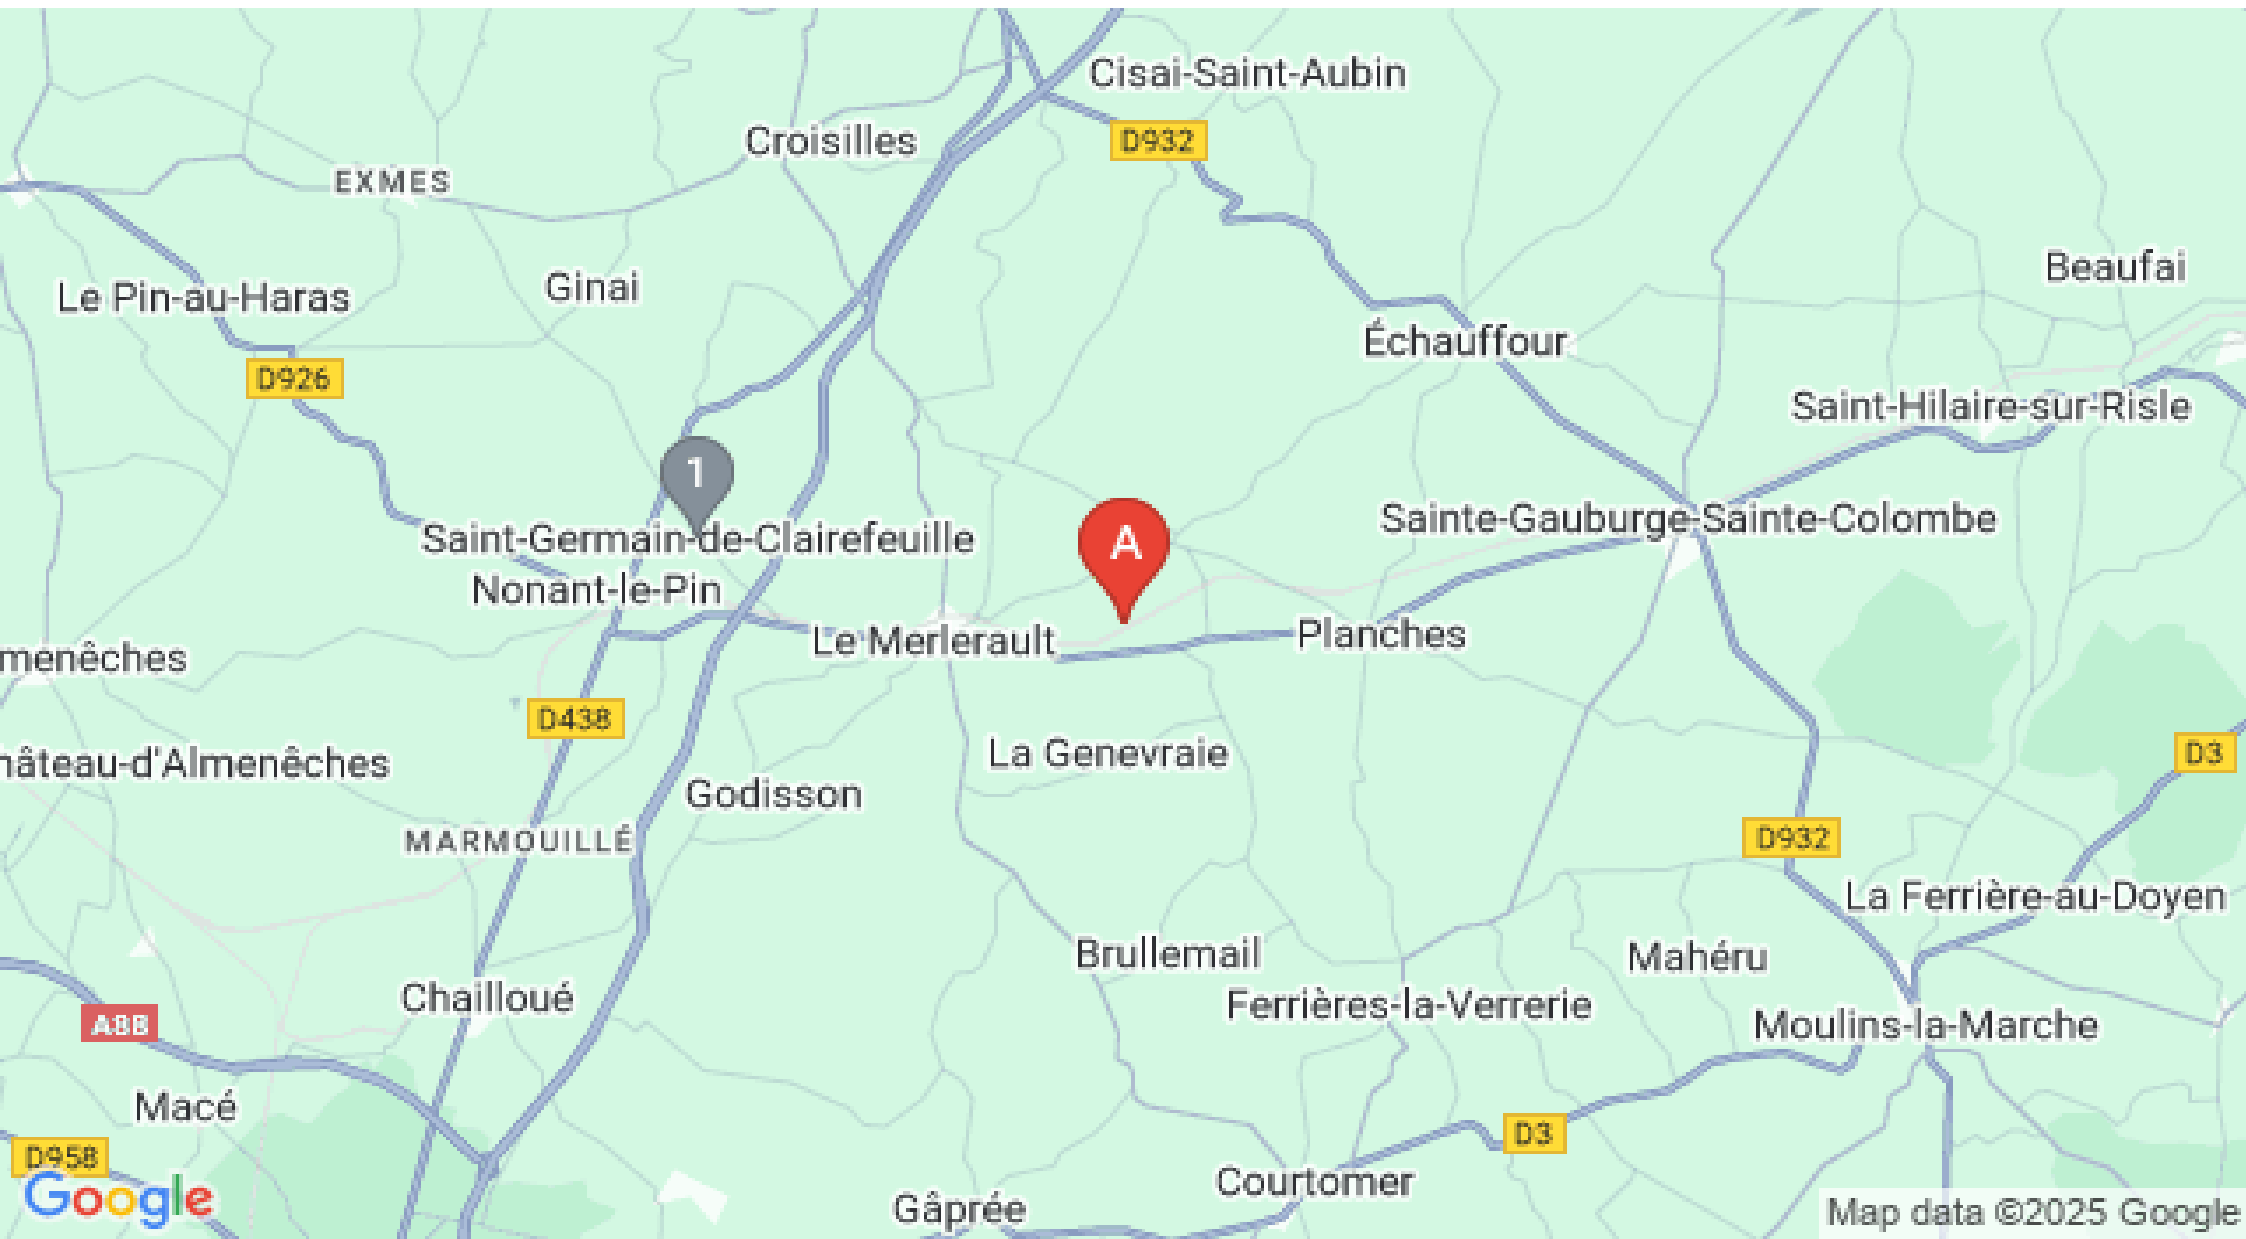 Cisai-Saint-Aubin
Croisilles
D932
EXMES
Beaufai
Ginai
Le Pin-au-Haras
Échauffour
D926
Saint-Hilaire-sur-Risle
1
Sainte-Gauburge-Sainte-Colombe
Saint-Germain-de-Clairefeuille
A
Nonant-le-Pin
Le Merlerault
Planches
menêches
D438
La Genevraie
D3
hâteau-d'Almenêches
Godisson
MARMOUILLÉ
D932
La Ferrière-au-Doyen
Brullemail
Mahéru
Chailloué
Ferrières-la-Verrerie
A88
Moulins-la-Marche
Macé
D3
D958
Courtomer
Google
Gâprée
Map data ©2025 Google